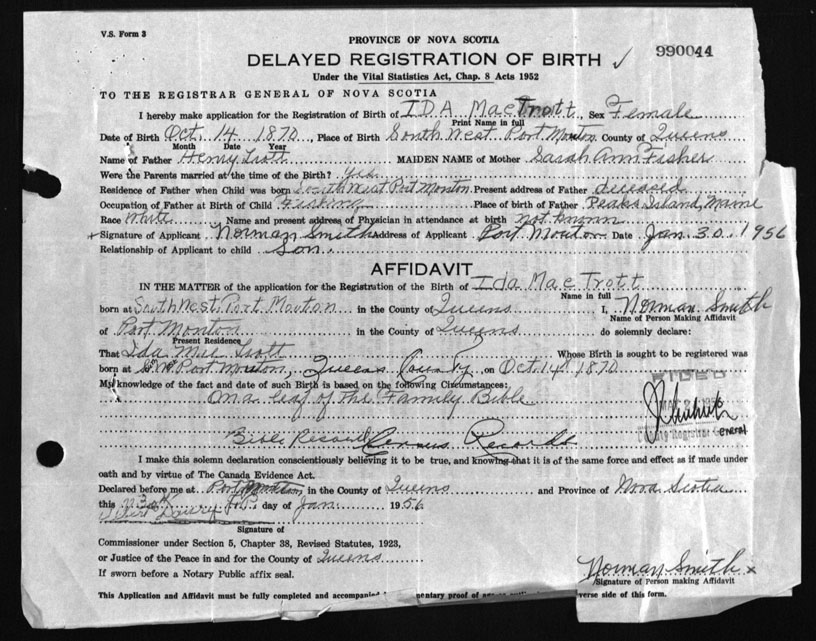 V.S. Form 3
PROVINCE OF NOVA SCOTIA
DELAYED REGISTRATION OF BIRTH ✓ 990044
Under the Vital Statistics Act, Chap. 8 Acts 1952
TO THE REGISTRAR GENERAL OF NOVA SCOTIA
I hereby make application for the Registration of Birth of IDA Mae Trott Sex Female
Print Name in full
Date of Birth Oct. 14 1870, Place of Birth South West Port Mouton County of Queens
Month Date Year
Name of Father Henry Trott MAIDEN NAME of Mother Sarah Ann Fisher
Were the Parents married at the time of the Birth? Yes
Residence of Father when Child was born South West Port Mouton Present address of Father deceased
Occupation of Father at Birth of Child Fishing Place of birth of Father Peaks Island, Maine
Race White Name and present address of Physician in attendance at birth not known
Signature of Applicant Norman Smith Address of Applicant Port Mouton Date Jan. 30. 1956
Relationship of Applicant to child Son
AFFIDAVIT
IN THE MATTER of the application for the Registration of the Birth of Ida Mae Trott
Name in full
born at South West Port Mouton in the County of Queens I, Norman Smith
Name of Person Making Affidavit
of Port Mouton in the County of Queens do solemnly declare:
Present Residence
That Ida Mae Trott Whose Birth is sought to be registered was
born at S.W. Port Mouton, Queens County, on Oct. 14 1870
My knowledge of the fact and date of such Birth is based on the following Circumstances:
On a leaf of the Family Bible
FILED
Bible Record Census Records
General
I make this solemn declaration conscientiously believing it to be true, and knowing that it is of the same force and effect as if made under
oath and by virtue of The Canada Evidence Act.
Declared before me at Port Mouton in the County of Queens and Province of Nova Scotia
this 30th day of Jan 1956
Signature of
Commissioner under Section 5, Chapter 38, Revised Statutes, 1923,
or Justice of the Peace in and for the County of Queens
If sworn before a Notary Public affix seal.
Norman Smith x
Signature of Person making Affidavit
This Application and Affidavit must be fully completed and accompanied